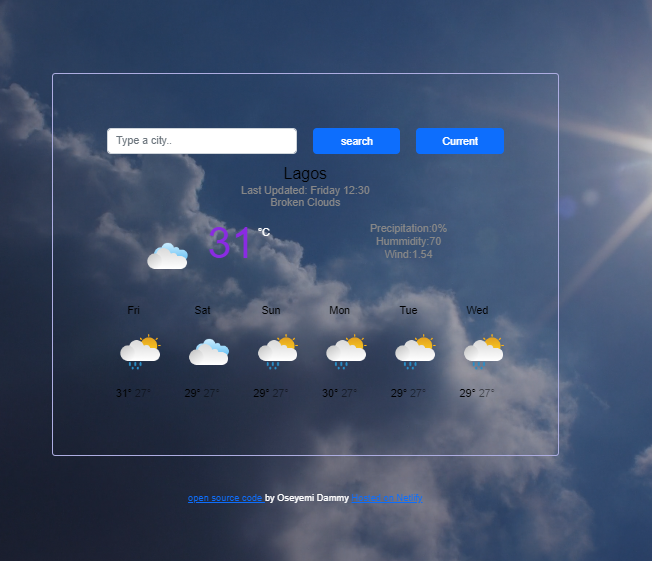 Type a city..
search
Current
Lagos
Last Updated: Friday 12:30
Broken Clouds
31 °C
Precipitation:0%
Hummidity:70
Wind:1.54
Fri Sat Sun Mon Tue Wed
31° 27° 29° 27° 29° 27° 30° 27° 29° 27° 29° 27°
open source code by Oseyemi Dammy